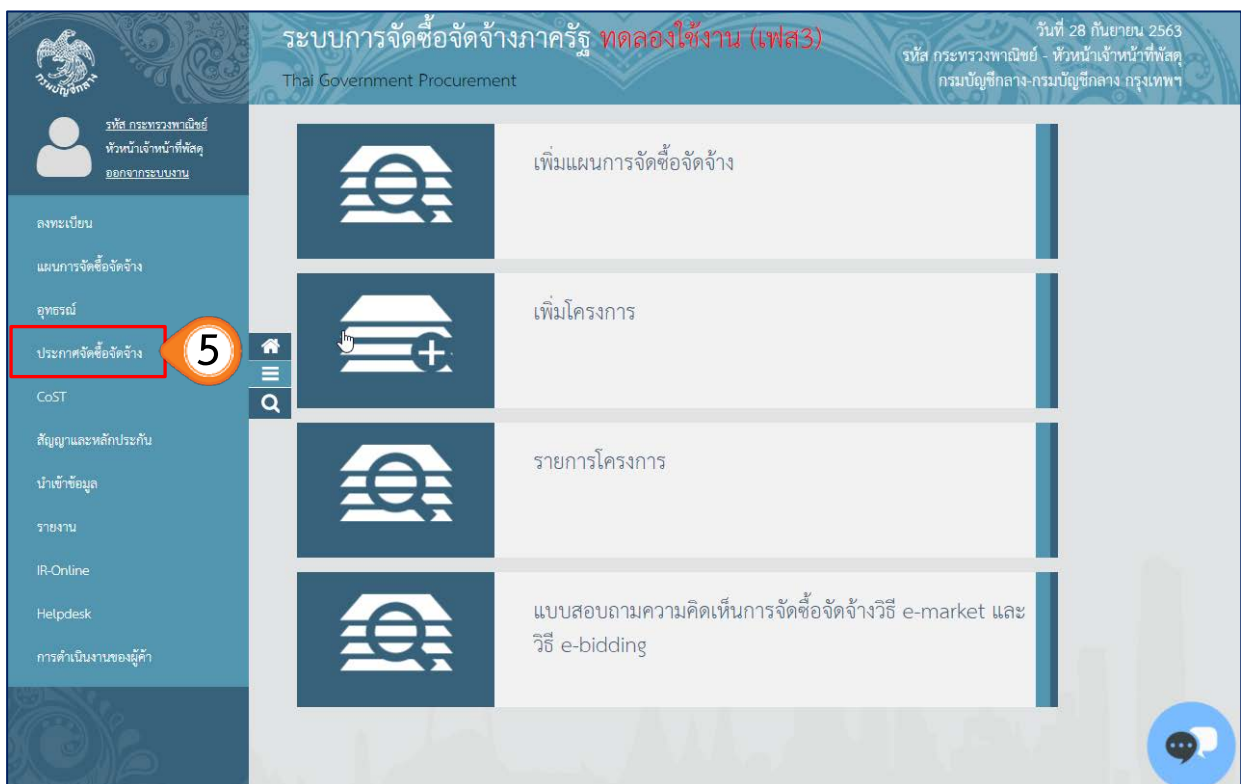 ระบบการจัดซื้อจัดจ้างภาครัฐ ทดลองใช้งาน (เฟส3)
Thai Government Procurement
วันที่ 28 กันยายน 2563
รหัส กระทรวงพาณิชย์ - หัวหน้าเจ้าหน้าที่พัสดุ
กรมบัญชีกลาง-กรมบัญชีกลาง กรุงเทพฯ
กรมบัญชีกลาง
รหัส กระทรวงพาณิชย์
หัวหน้าเจ้าหน้าที่พัสดุ
ออกจากระบบงาน
ลงทะเบียน
แผนการจัดซื้อจัดจ้าง
อุทธรณ์
ประกาศจัดซื้อจัดจ้าง
5
CoST
สัญญาและหลักประกัน
นำเข้าข้อมูล
รายงาน
IR-Online
Helpdesk
การดำเนินงานของผู้ค้า
เพิ่มแผนการจัดซื้อจัดจ้าง
เพิ่มโครงการ
รายการโครงการ
แบบสอบถามความคิดเห็นการจัดซื้อจัดจ้างวิธี e-market และ
วิธี e-bidding